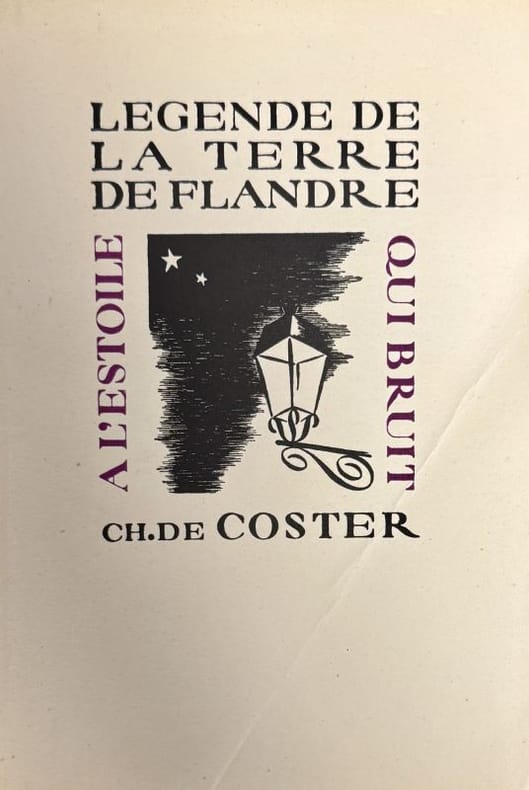 LEGENDE DE
LA TERRE
DE FLANDRE
A L'ESTOILE
QUI BRUIT
CH. DE COSTER